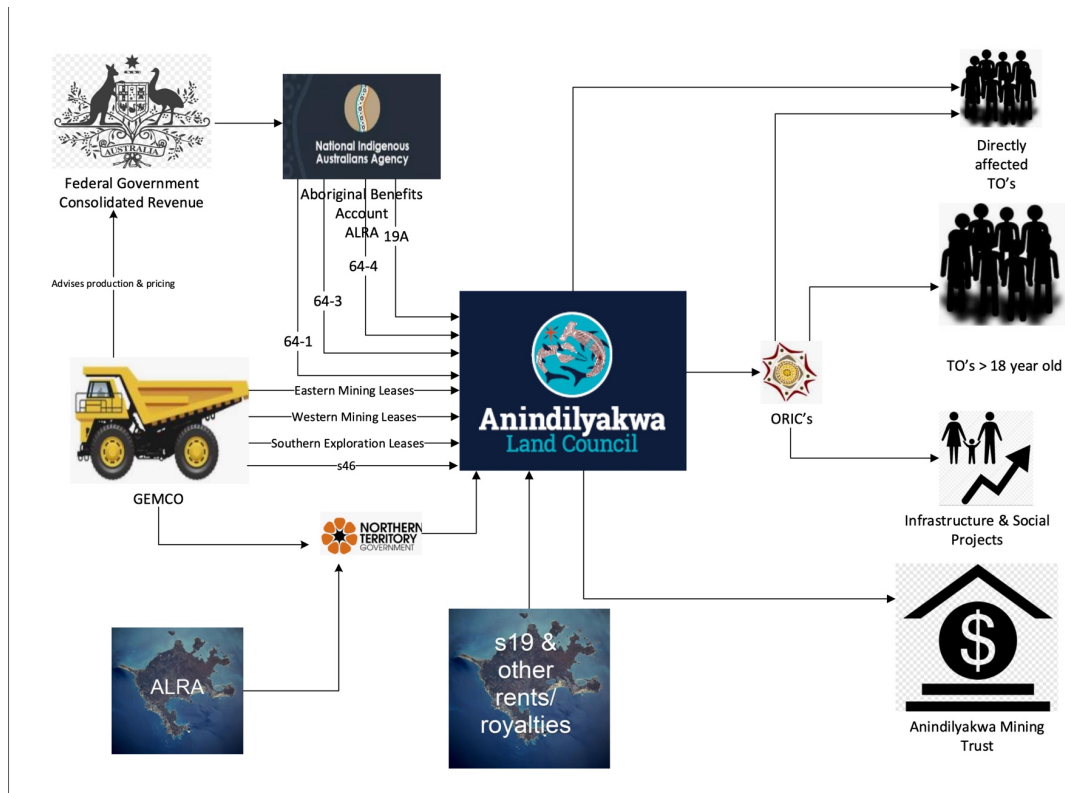 AUSTRALIA
Federal Government
Consolidated Revenue
National Indigenous
Australians Agency
Aboriginal Benefits
Account
ALRA
19A
64-4
64-3
64-1
Advises production & pricing
Eastern Mining Leases
Western Mining Leases
Southern Exploration Leases
s46
GEMCO
Anindilyakwa
Land Council
NORTHERN
TERRITORY
GOVERNMENT
ALRA
s19 &
other
rents/
royalties
ORIC's
Directly
affected
TO's
TO's > 18 year old
Infrastructure & Social
Projects
$
Anindilyakwa Mining
Trust